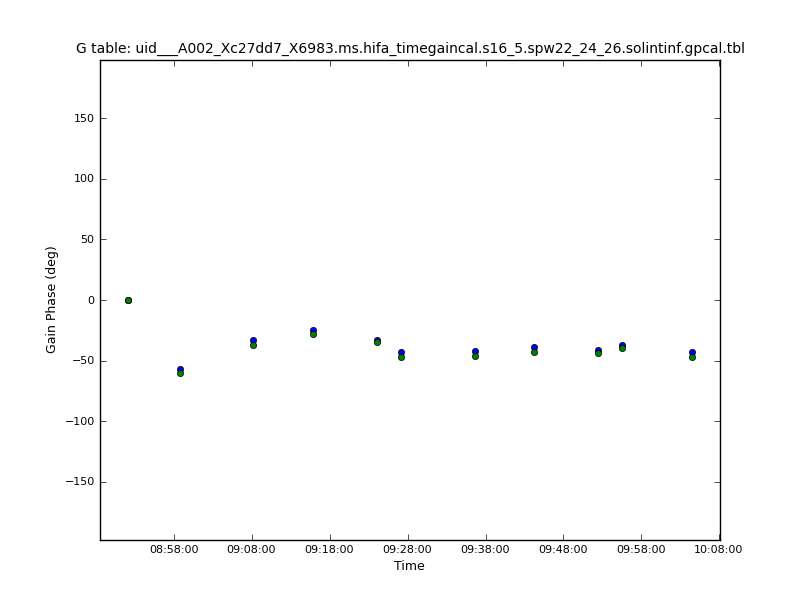 G table: uid___A002_Xc27dd7_X6983.ms.hifa_timegaincal.s16_5.spw22_24_26.solintinf.gpcal.tbl
150
100
50
0
−50
−100
−150
Gain Phase (deg)
08:58:00 09:08:00 09:18:00 09:28:00 09:38:00 09:48:00 09:58:00 10:08:00
Time